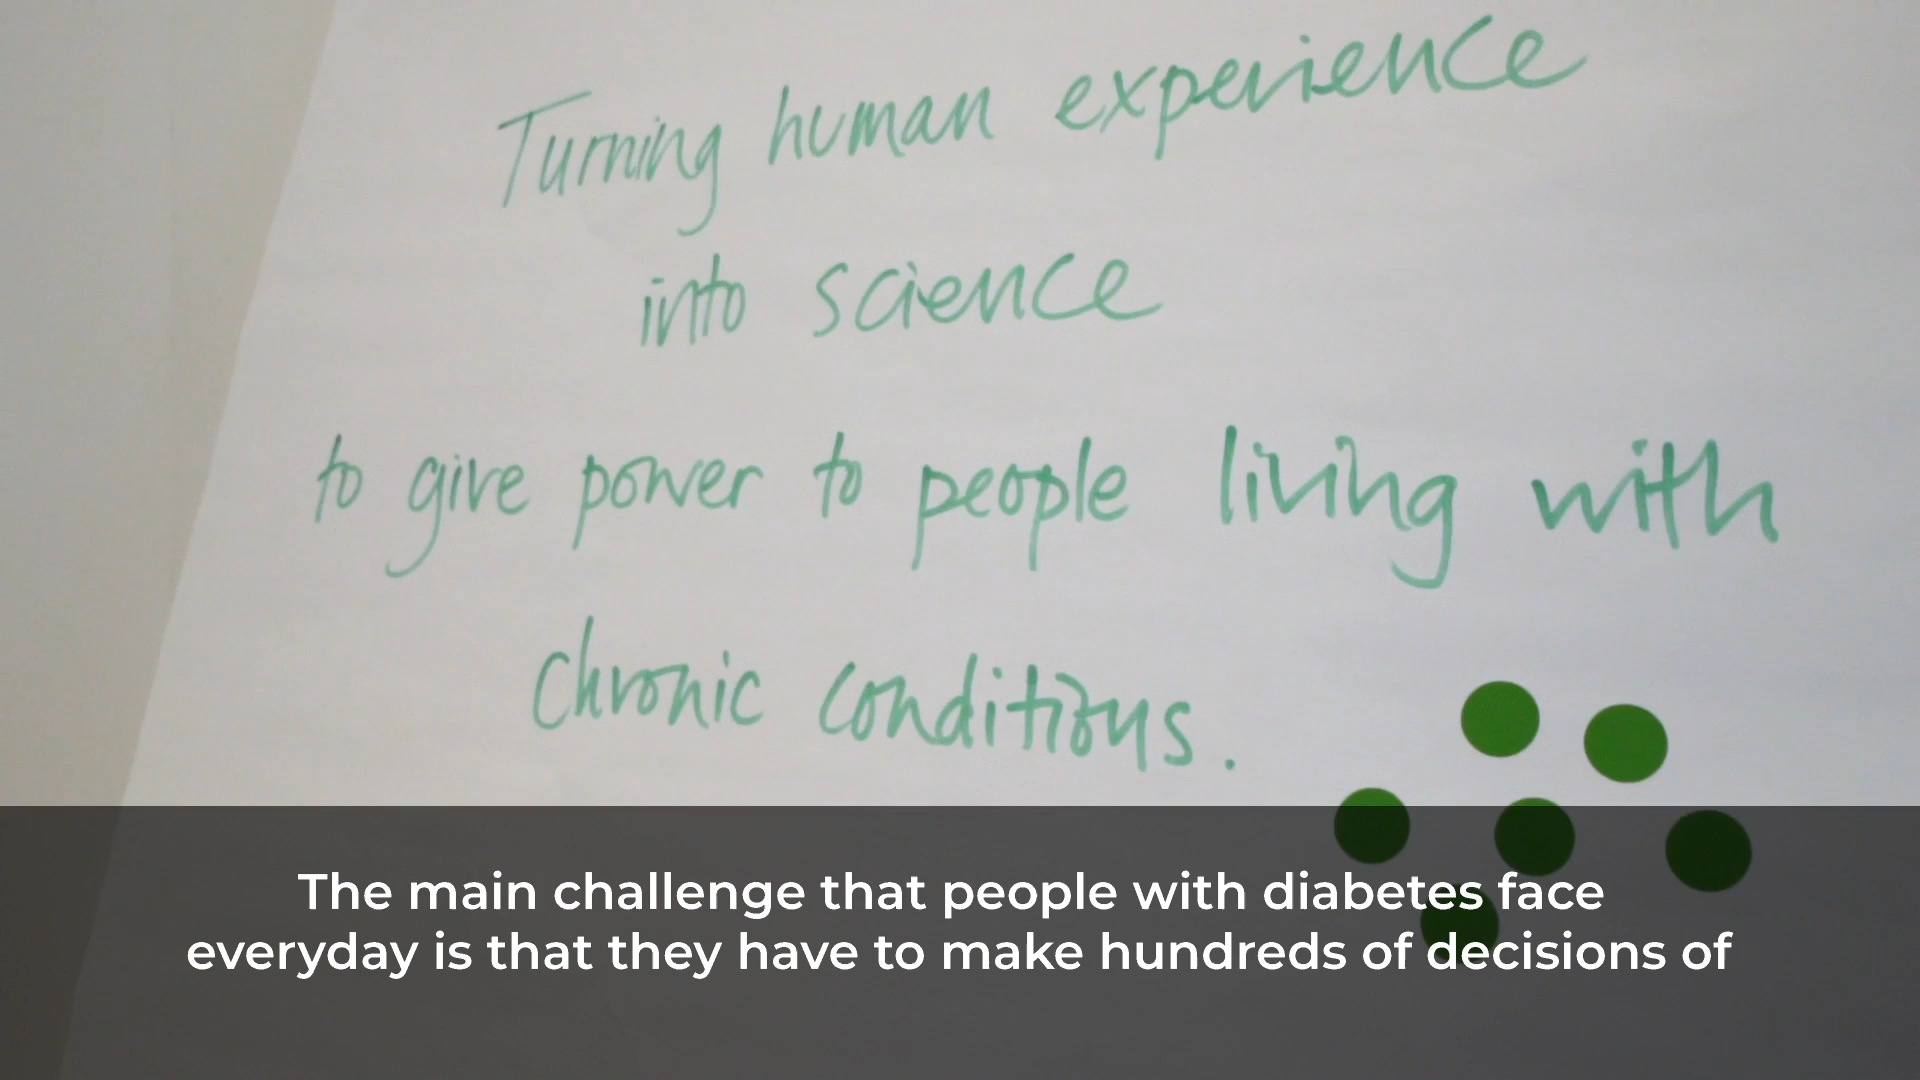 Turning human experience
into science
to give power to people living with
chronic conditions.
The main challenge that people with diabetes face
everyday is that they have to make hundreds of decisions of